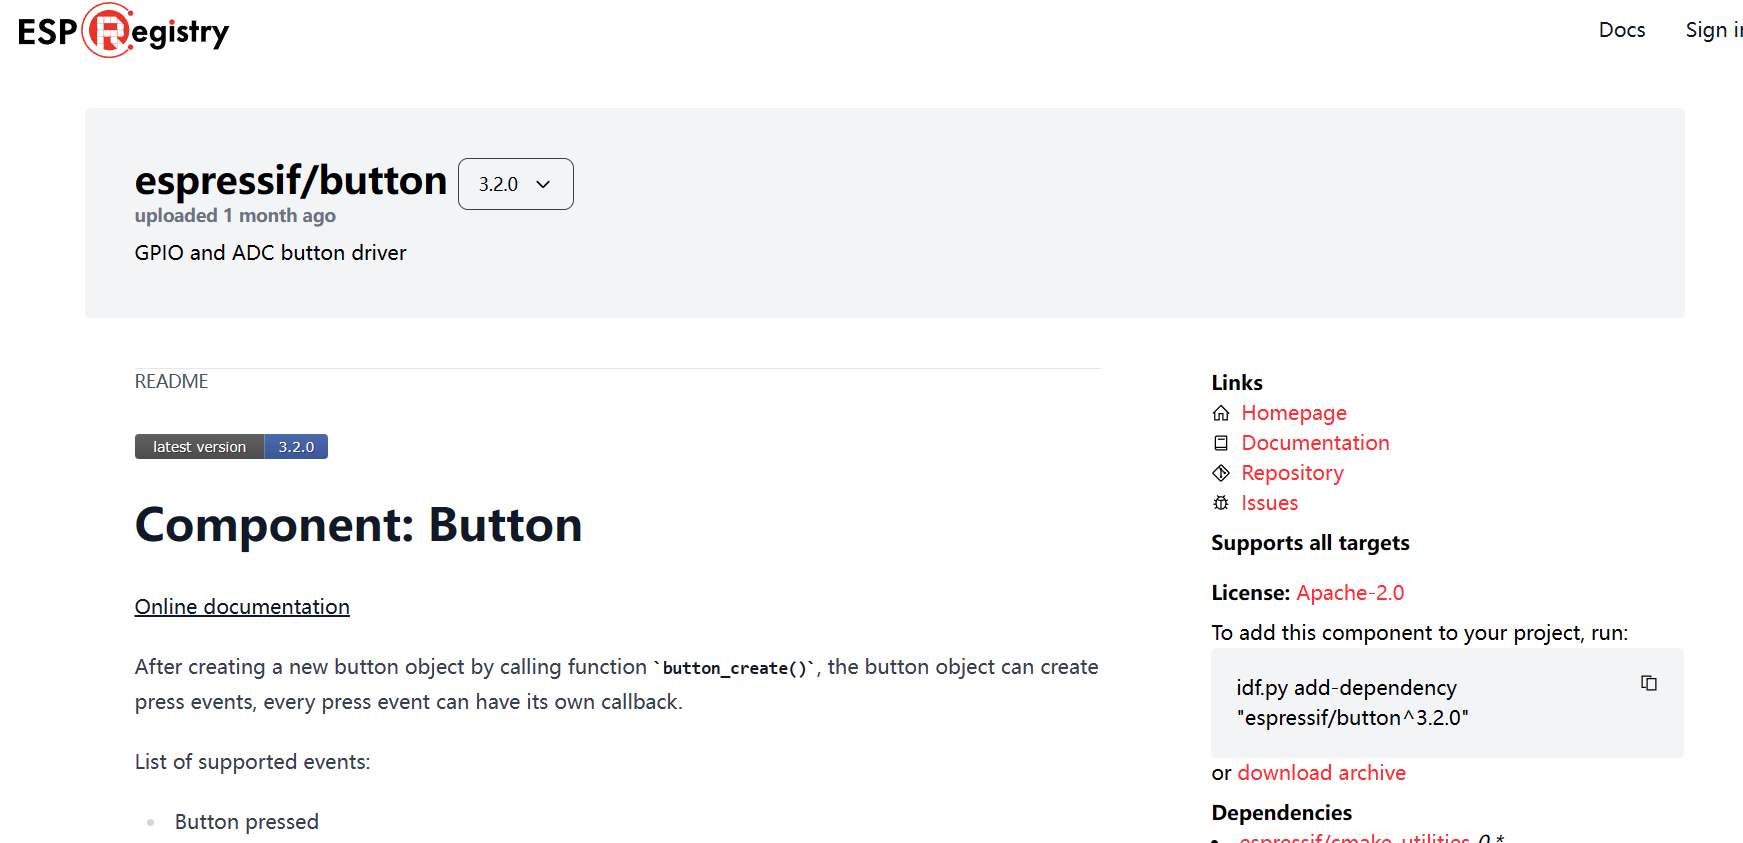 ESP Registry
Docs
Sign in
espressif/button
3.2.0
uploaded 1 month ago
GPIO and ADC button driver
README
latest version 3.2.0
Component: Button
Online documentation
After creating a new button object by calling function `button_create()`, the button object can create
press events, every press event can have its own callback.
List of supported events:
Button pressed
Links
Homepage
Documentation
Repository
Issues
Supports all targets
License: Apache-2.0
To add this component to your project, run:
idf.py add-dependency
"espressif/button^3.2.0"
or download archive
Dependencies
espressif/cmake_utilities 0.*